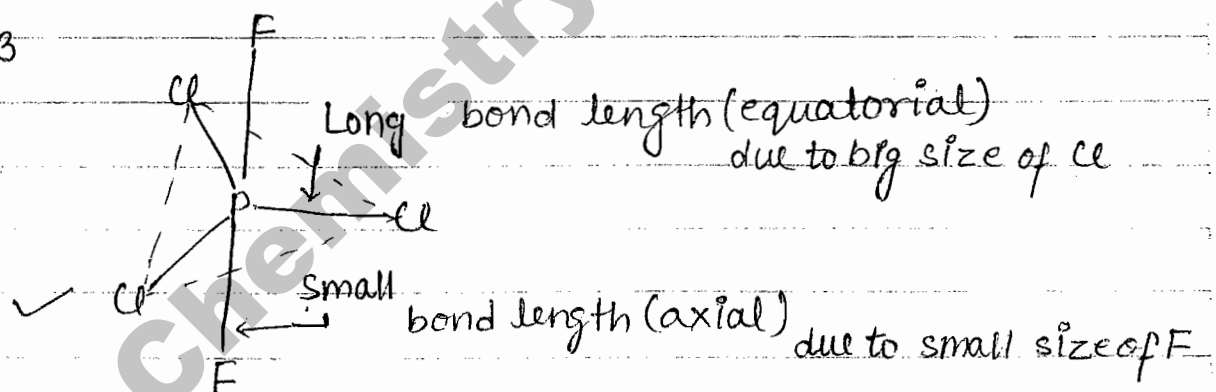 3
F
Cl
Long bond length (equatorial)
due to big size of Cl
P
Cl
Cl
Small
bond length (axial) due to small size of F
F
Chemistry